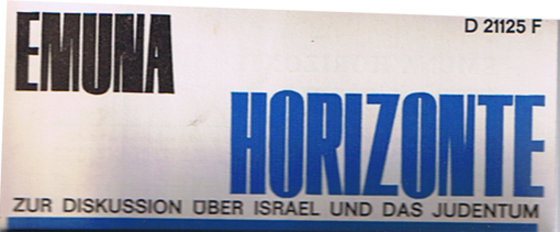 D 21125 F
EMUNA
HORIZONTE
ZUR DISKUSSION ÜBER ISRAEL UND DAS JUDENTUM